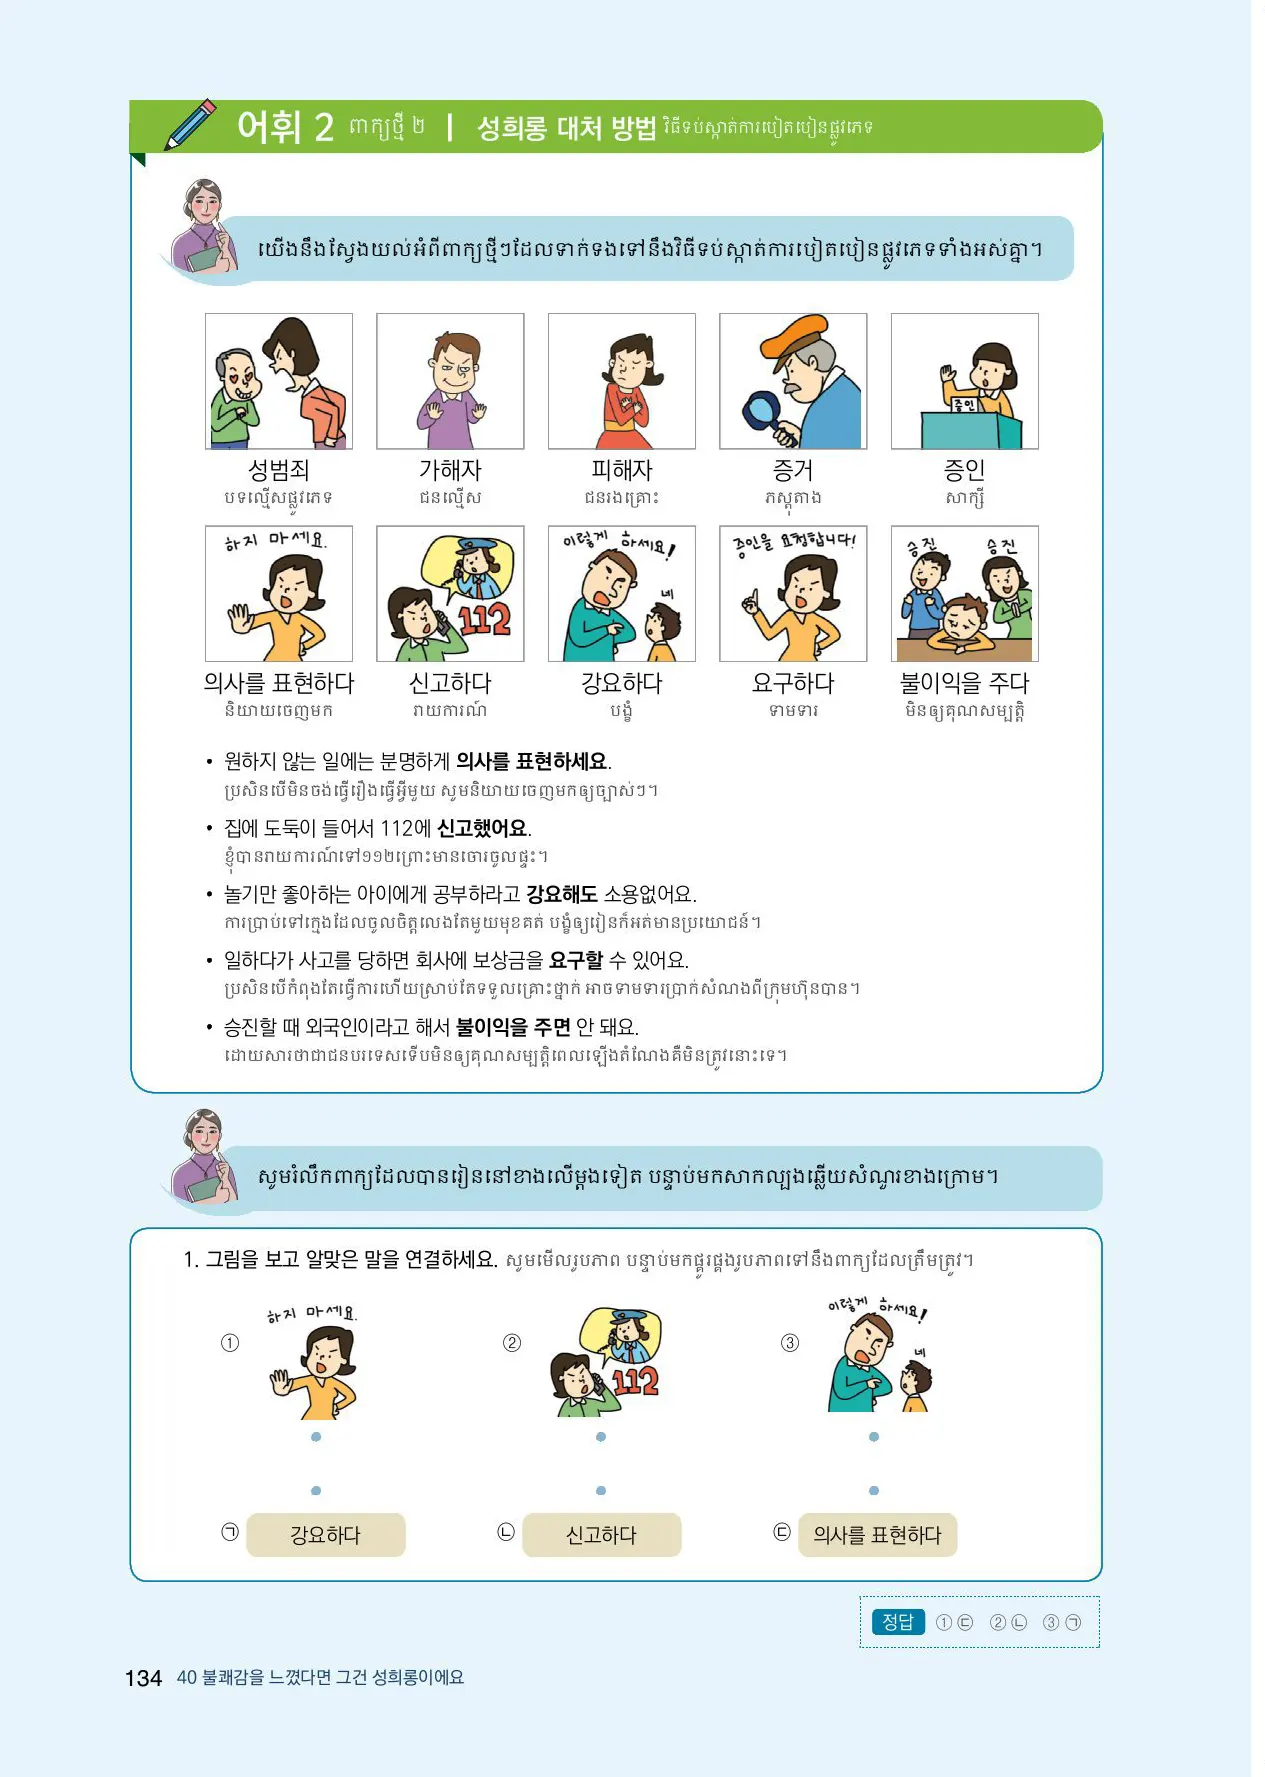 어휘 2 ពាក្យថ្មី ២ | 성희롱 대처 방법 វិធីទប់ស្កាត់ការបៀតបៀនផ្លូវភេទ
យើងនឹងស្វែងយល់អំពីពាក្យថ្មីៗដែលទាក់ទងទៅនឹងវិធីទប់ស្កាត់ការបៀតបៀនផ្លូវភេទទាំងអស់គ្នា។
증인
성범죄 가해자 피해자 증거 증인
បទល្មើសផ្លូវភេទ ជនល្មើស ជនរងគ្រោះ ភស្តុតាង សាក្សី
하지 마세요. 112 이렇게 하세요! 네 증인을 요청합니다! 승진 승진
의사를 표현하다 신고하다 강요하다 요구하다 불이익을 주다
និយាយចេញមក រាយការណ៍ បង្ខំ ទាមទារ មិនឲ្យគុណសម្បត្តិ
• 원하지 않는 일에는 분명하게 의사를 표현하세요.
ប្រសិនបើមិនចង់ធ្វើរឿងធ្វើអ្វីមួយ សូមនិយាយចេញមកឲ្យច្បាស់ៗ។
• 집에 도둑이 들어서 112에 신고했어요.
ខ្ញុំបានរាយការណ៍ទៅ១១២ព្រោះមានចោរចូលផ្ទះ។
• 놀기만 좋아하는 아이에게 공부하라고 강요해도 소용없어요.
ការប្រាប់ទៅក្មេងដែលចូលចិត្តលេងតែមួយមុខគត់ បង្ខំឲ្យរៀនក៏អត់មានប្រយោជន៍។
• 일하다가 사고를 당하면 회사에 보상금을 요구할 수 있어요.
ប្រសិនបើកំពុងតែធ្វើការហើយស្រាប់តែទទួលគ្រោះថ្នាក់ អាចទាមទារប្រាក់សំណងពីក្រុមហ៊ុនបាន។
• 승진할 때 외국인이라고 해서 불이익을 주면 안 돼요.
ដោយសារថាជាជនបរទេសទើបមិនឲ្យគុណសម្បត្តិពេលឡើងតំណែងគឺមិនត្រូវនោះទេ។
សូមរំលឹកពាក្យដែលបានរៀននៅខាងលើម្តងទៀត បន្ទាប់មកសាកល្បងឆ្លើយសំណួរខាងក្រោម។
1. 그림을 보고 알맞은 말을 연결하세요. សូមមើលរូបភាព បន្ទាប់មកផ្គូរផ្គងរូបភាពទៅនឹងពាក្យដែលត្រឹមត្រូវ។
① 하지 마세요. ② 112 ③ 이렇게 하세요! 네
㉠ 강요하다 ㉡ 신고하다 ㉢ 의사를 표현하다
정답 ①㉢ ②㉡ ③㉠
134 40 불쾌감을 느꼈다면 그건 성희롱이에요